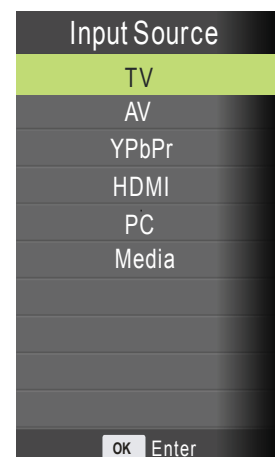 Input Source
TV
AV
YPbPr
HDMI
PC
Media
OK Enter